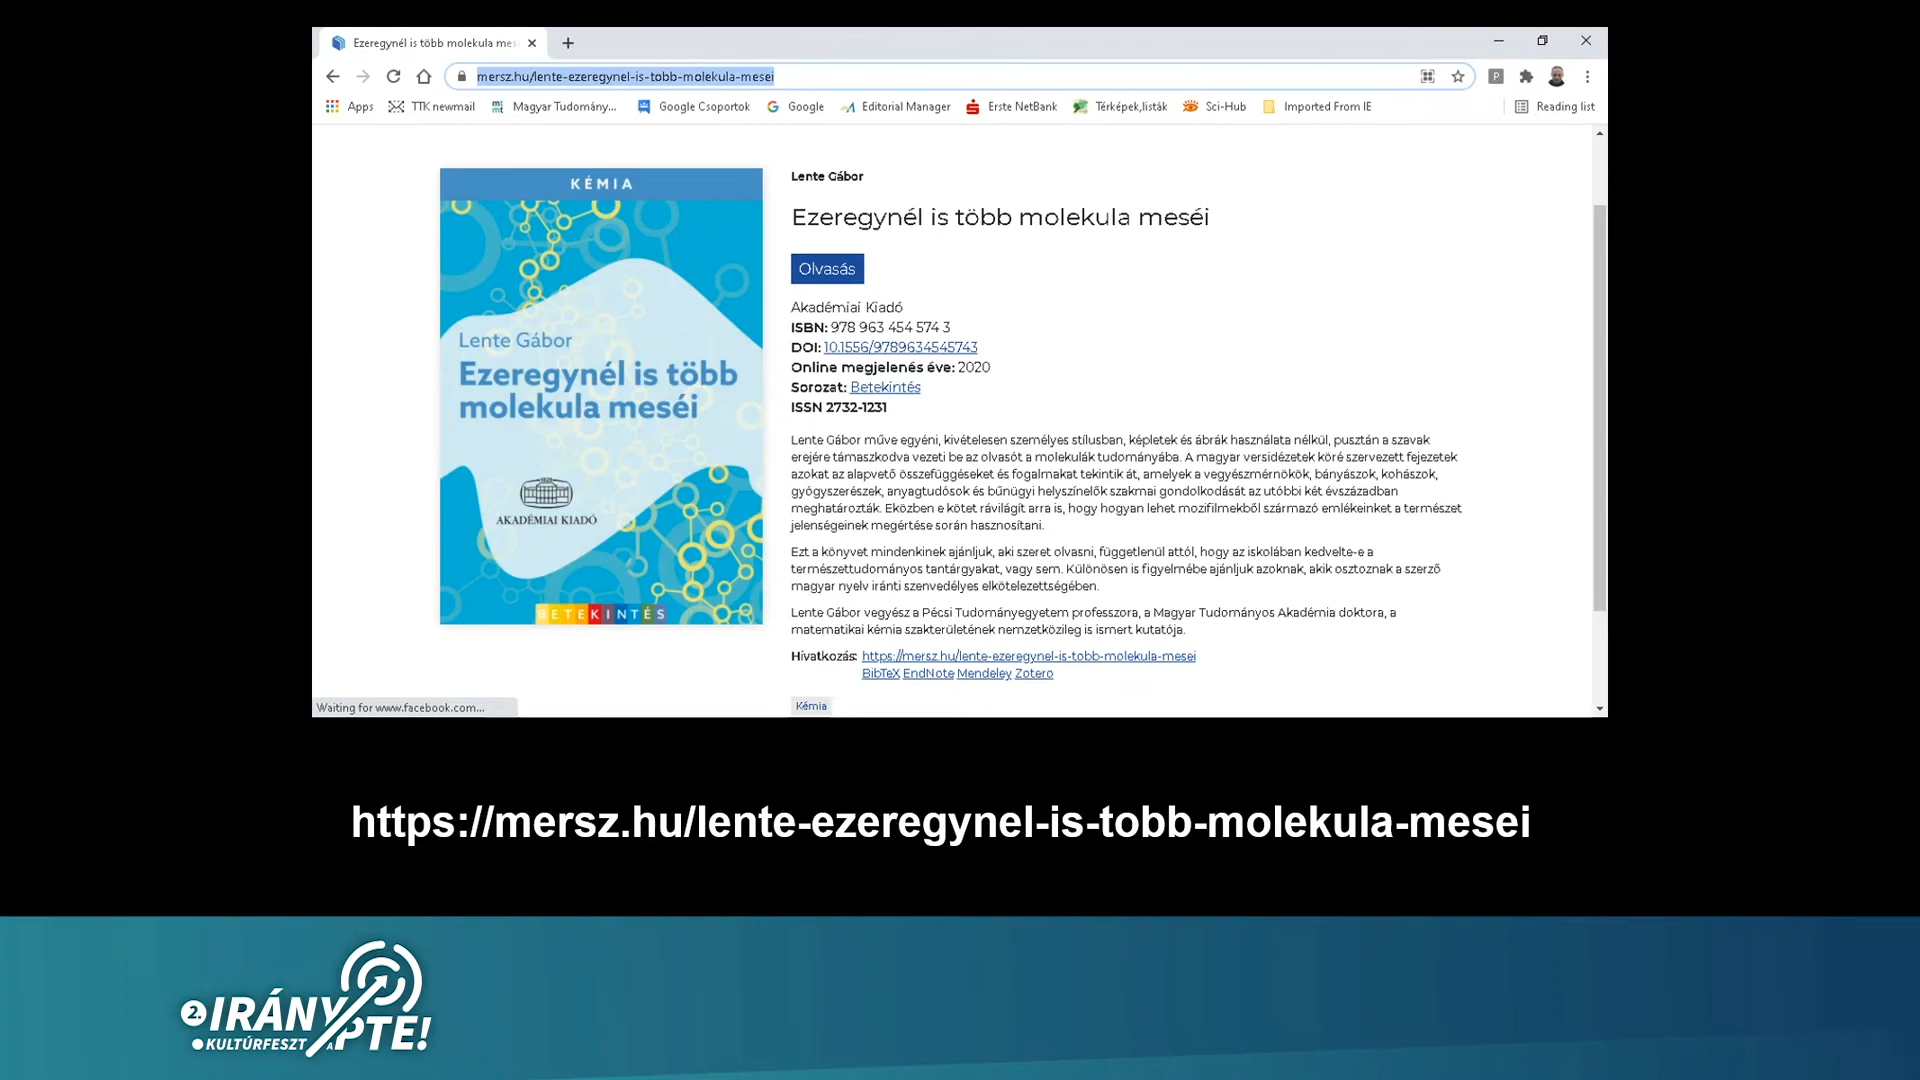 Ezeregynél is több molekula mes
mersz.hu/lente-ezeregynel-is-tobb-molekula-mesei
Apps TTK newmail Magyar Tudomány... Google Csoportok Google Editorial Manager Erste NetBank Térképek,listák Sci-Hub Imported From IE Reading list
KÉMIA
Lente Gábor
Ezeregynél is több
molekula meséi
AKADÉMIAI KIADÓ
BETEKINTÉS
Lente Gábor
Ezeregynél is több molekula meséi
Olvasás
Akadémiai Kiadó
ISBN: 978 963 454 574 3
DOI: 10.1556/9789634545743
Online megjelenés éve: 2020
Sorozat: Betekintés
ISSN 2732-1231
Lente Gábor műve egyéni, kivételesen személyes stílusban, képletek és ábrák használata nélkül, pusztán a szavak
erejére támaszkodva vezeti be az olvasót a molekulák tudományába. A magyar versidézetek köré szervezett fejezetek
azokat az alapvető összefüggéseket és fogalmakat tekintik át, amelyek a vegyészmérnökök, bányászok, kohászok,
gyógyszerészek, anyagtudósok és bűnügyi helyszínelők szakmai gondolkodását az utóbbi két évszázadban
meghatározták. Eközben e kötet rávilágít arra is, hogy hogyan lehet mozifilmekből származó emlékeinket a természet
jelenségeinek megértése során hasznosítani.
Ezt a könyvet mindenkinek ajánljuk, aki szeret olvasni, függetlenül attól, hogy az iskolában kedvelte-e a
természettudományos tantárgyakat, vagy sem. Különösen is figyelmébe ajánljuk azoknak, akik osztoznak a szerző
magyar nyelv iránti szenvedélyes elkötelezettségében.
Lente Gábor vegyész a Pécsi Tudományegyetem professzora, a Magyar Tudományos Akadémia doktora, a
matematikai kémia szakterületének nemzetközileg is ismert kutatója.
Hivatkozás: https://mersz.hu/lente-ezeregynel-is-tobb-molekula-mesei
BibTeX EndNote Mendeley Zotero
Kémia
Waiting for www.facebook.com...
https://mersz.hu/lente-ezeregynel-is-tobb-molekula-mesei
2. IRÁNY
KULTÚRFESZT A PTE!